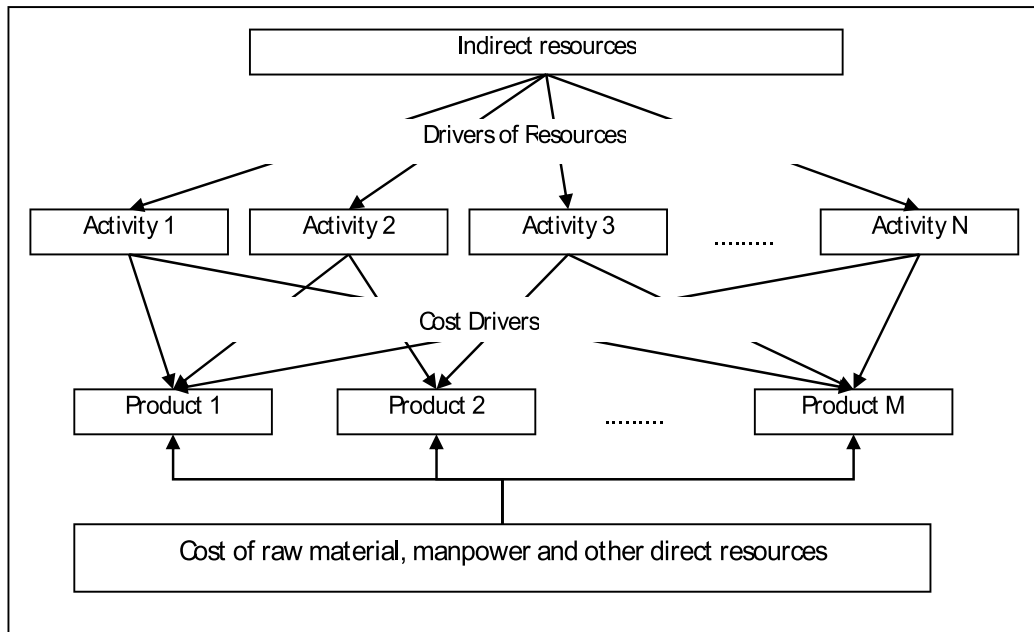 Indirect resources
Drivers of Resources
Activity 1
Activity 2
Activity 3
..........
Activity N
Cost Drivers
Product 1
Product 2
..........
Product M
Cost of raw material, manpower and other direct resources